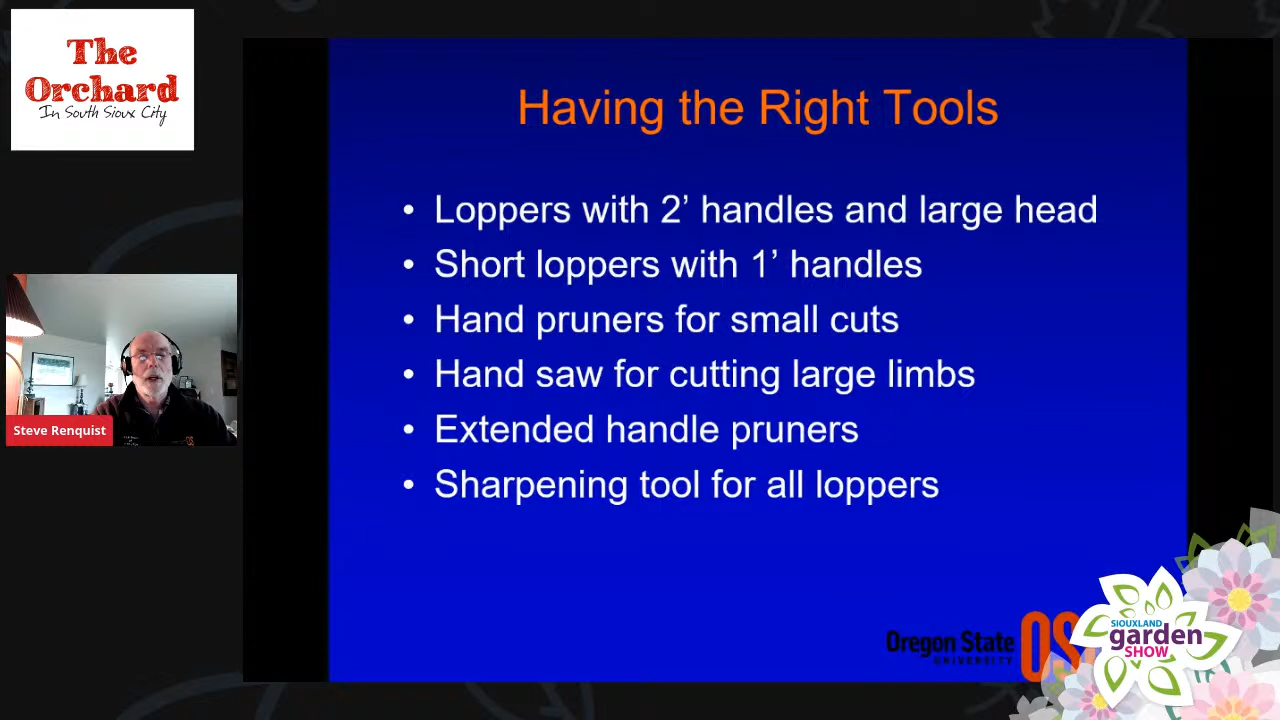 The
Orchard
In South Sioux City
Having the Right Tools
• Loppers with 2’ handles and large head
• Short loppers with 1’ handles
• Hand pruners for small cuts
• Hand saw for cutting large limbs
• Extended handle pruners
• Sharpening tool for all loppers
Steve Renquist
Oregon State
UNIVERSITY
OS
SIOUXLAND
garden
SHOW